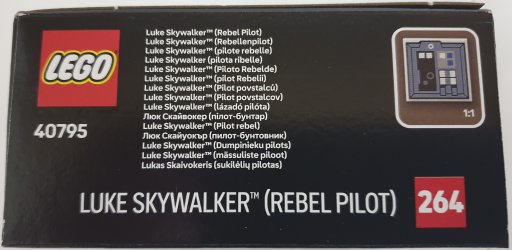 LEGO
40795
Luke Skywalker™ (Rebel Pilot)
Luke Skywalker™ (Rebellenpilot)
Luke Skywalker™ (pilote rebelle)
Luke Skywalker™ (pilota ribelle)
Luke Skywalker™ (Piloto Rebelde)
Luke Skywalker™ (pilot Rebelii)
Luke Skywalker™ (Pilot povstalců)
Luke Skywalker™ (Pilot povstalcov)
Luke Skywalker™ (lázadó pilóta)
Люк Скайвокер (пілот-бунтар)
Luke Skywalker™ (Pilot rebel)
Люк Скайуокър™ (пилот-бунтовник)
Luke Skywalker™ (Dumpinieku pilots)
Luke Skywalker™ (mässuliste piloot)
Lukas Skaivokeris (sukilėlių pilotas)
1:1
LUKE SKYWALKER™ (REBEL PILOT)
264